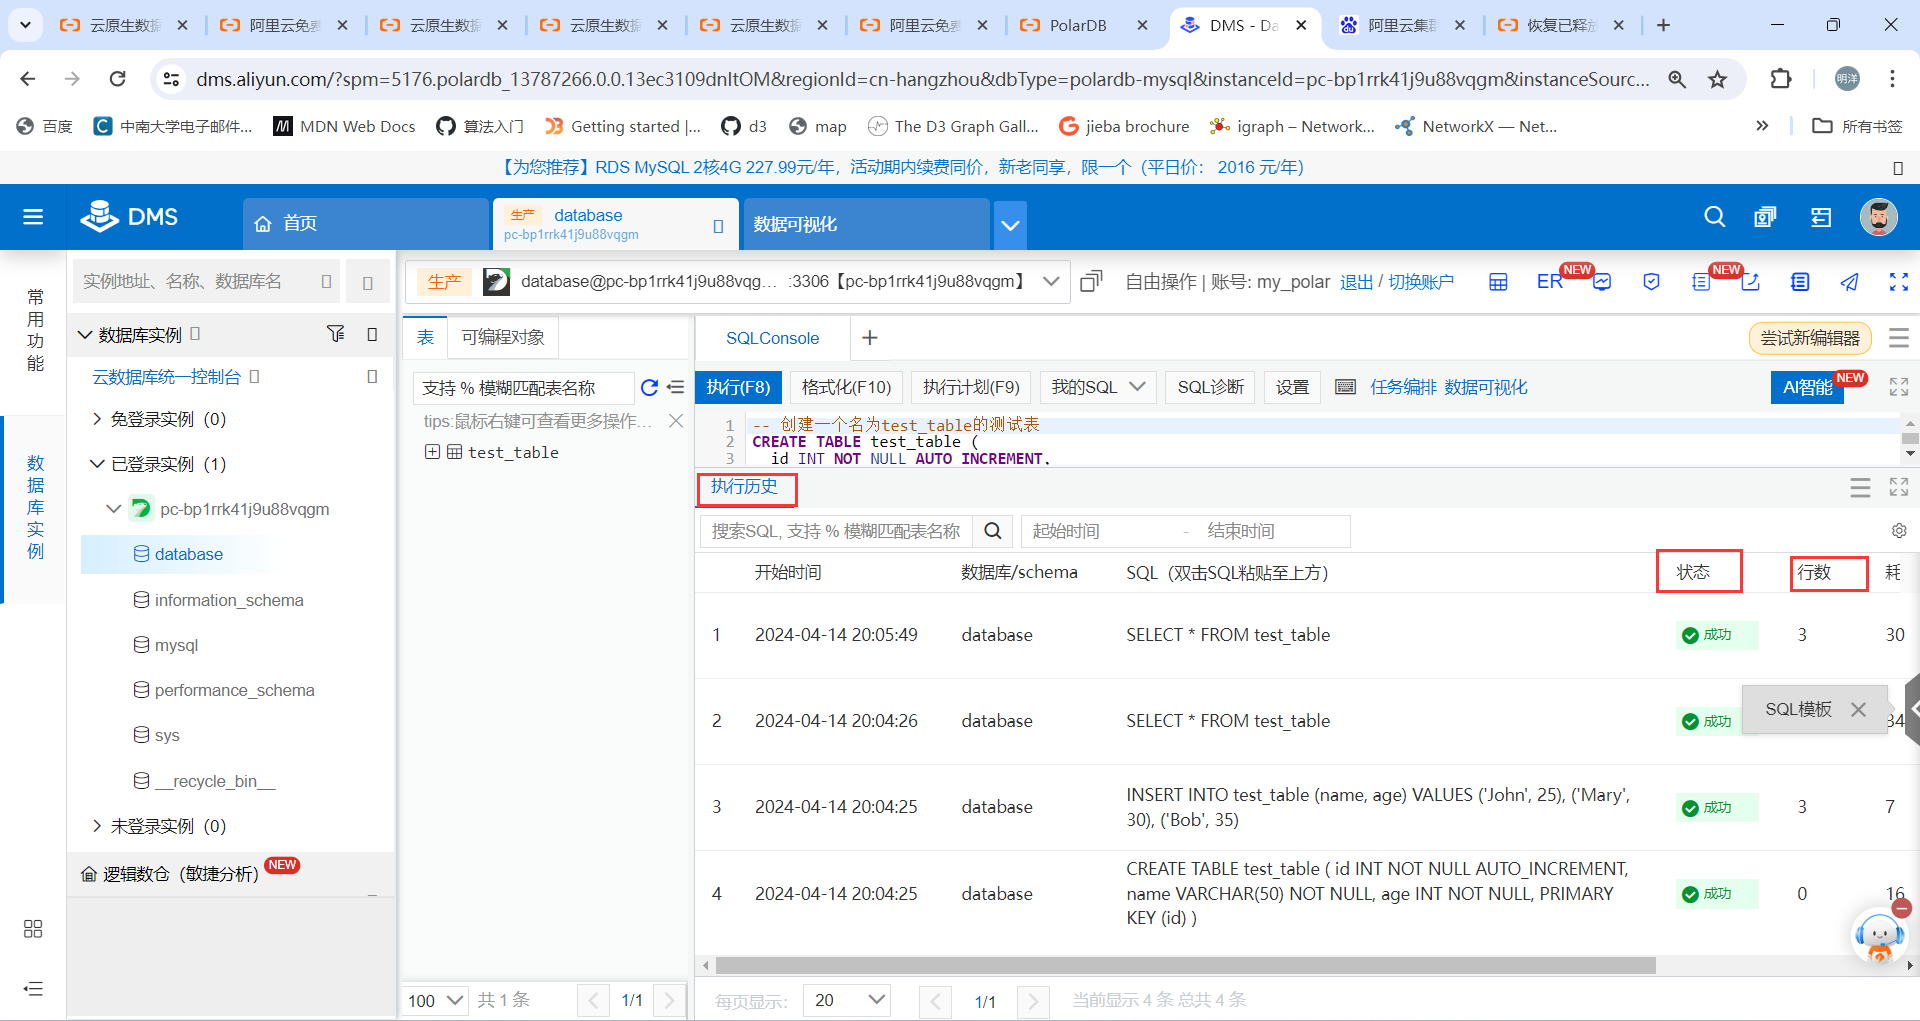 云原生数据
阿里云免费
云原生数据
云原生数据
云原生数据
阿里云免费
PolarDB
DMS - Da
阿里云集群
恢复已释放
dms.aliyun.com/?spm=5176.polardb_13787266.0.0.13ec3109dnItOM&regionId=cn-hangzhou&dbType=polardb-mysql&instanceId=pc-bp1rrk41j9u88vqgm&instanceSourc...
明洋
百度
中南大学电子邮件...
MDN Web Docs
算法入门
Getting started |...
d3
map
The D3 Graph Gall...
jieba brochure
igraph – Network...
NetworkX — Net...
所有书签
【为您推荐】RDS MySQL 2核4G 227.99元/年，活动期内续费同价，新老同享，限一个（平日价： 2016 元/年）
DMS
首页
生产 database
pc-bp1rrk41j9u88vqgm
数据可视化
常用功能
数据库实例
实例地址、名称、数据库名
数据库实例
云数据库统一控制台
免登录实例（0）
已登录实例（1）
pc-bp1rrk41j9u88vqgm
database
information_schema
mysql
performance_schema
sys
__recycle_bin__
未登录实例（0）
逻辑数仓（敏捷分析） NEW
生产 database@pc-bp1rrk41j9u88vqg... :3306【pc-bp1rrk41j9u88vqgm】
自由操作 | 账号: my_polar 退出 / 切换账户
ER NEW NEW
表 可编程对象
支持 % 模糊匹配表名称
tips:鼠标右键可查看更多操作...
test_table
100 共 1 条 1/1
SQLConsole
尝试新编辑器
执行(F8) 格式化(F10) 执行计划(F9) 我的SQL SQL诊断 设置 任务编排 数据可视化 AI智能 NEW
1 -- 创建一个名为test_table的测试表
2 CREATE TABLE test_table (
3 id INT NOT NULL AUTO_INCREMENT,
执行历史
搜索SQL, 支持 % 模糊匹配表名称 起始时间 - 结束时间
开始时间 数据库/schema SQL（双击SQL粘贴至上方） 状态 行数 耗
1 2024-04-14 20:05:49 database SELECT * FROM test_table 成功 3 30
2 2024-04-14 20:04:26 database SELECT * FROM test_table 成功 34
SQL模板
3 2024-04-14 20:04:25 database INSERT INTO test_table (name, age) VALUES ('John', 25), ('Mary', 30), ('Bob', 35) 成功 3 7
4 2024-04-14 20:04:25 database CREATE TABLE test_table ( id INT NOT NULL AUTO_INCREMENT, name VARCHAR(50) NOT NULL, age INT NOT NULL, PRIMARY KEY (id) ) 成功 0 16
每页显示: 20 1/1 当前显示 4 条 总共 4 条